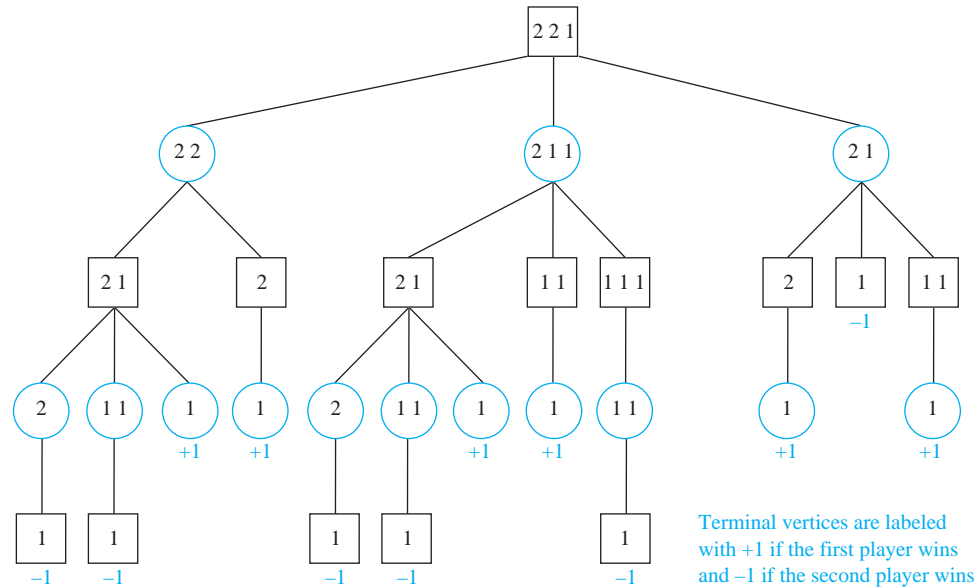 2 2 1
2 2 2 1 1 2 1
2 1 2 2 1 1 1 1 1 1 2 1 1 1
–1
2 1 1 1 1 2 1 1 1 1 1 1 1 1
+1 +1 +1 +1 +1 +1
Terminal vertices are labeled
1 1 1 1 1 with +1 if the first player wins
–1 –1 –1 –1 –1 and –1 if the second player wins